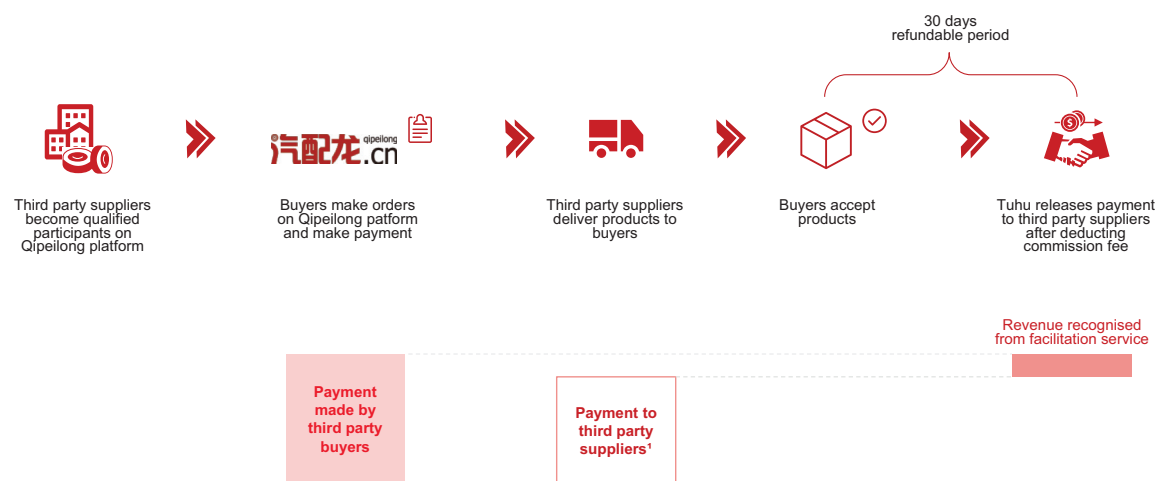 30 days
refundable period
qipeilong
汽配龙.cn
Third party suppliers
become qualified
participants on
Qipeilong platform
Buyers make orders
on Qipeilong patform
and make payment
Third party suppliers
deliver products to
buyers
Buyers accept
products
Tuhu releases payment
to third party suppliers
after deducting
commission fee
Revenue recognised
from facilitation service
Payment
made by
third party
buyers
Payment to
third party
suppliers¹